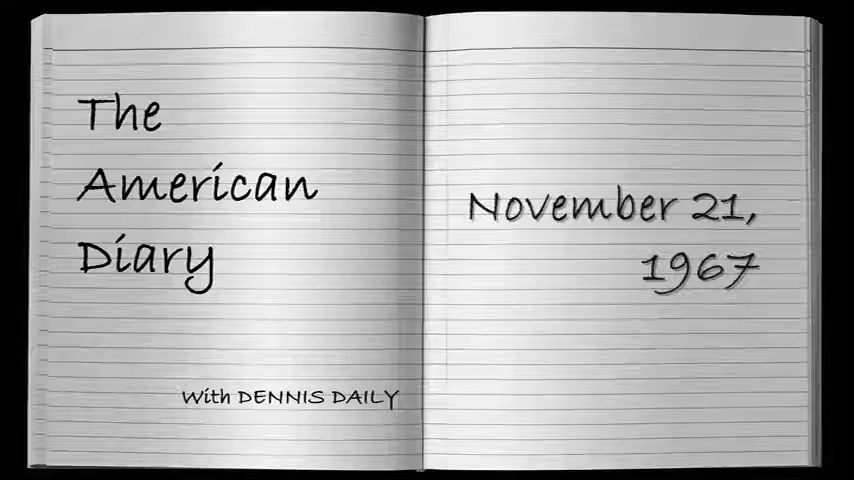 The
American
Diary
With DENNIS DAILY
November 21,
1967